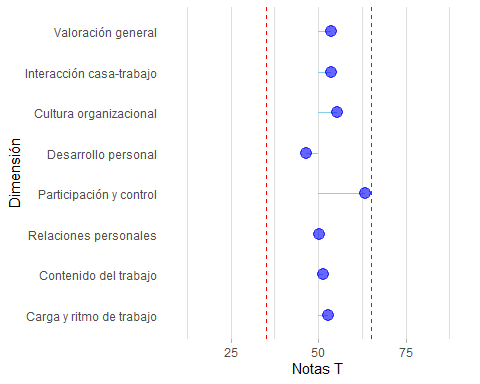 Valoración general
Interacción casa-trabajo
Cultura organizacional
Desarrollo personal
Participación y control
Relaciones personales
Contenido del trabajo
Carga y ritmo de trabajo
Dimensión
25 50 75
Notas T